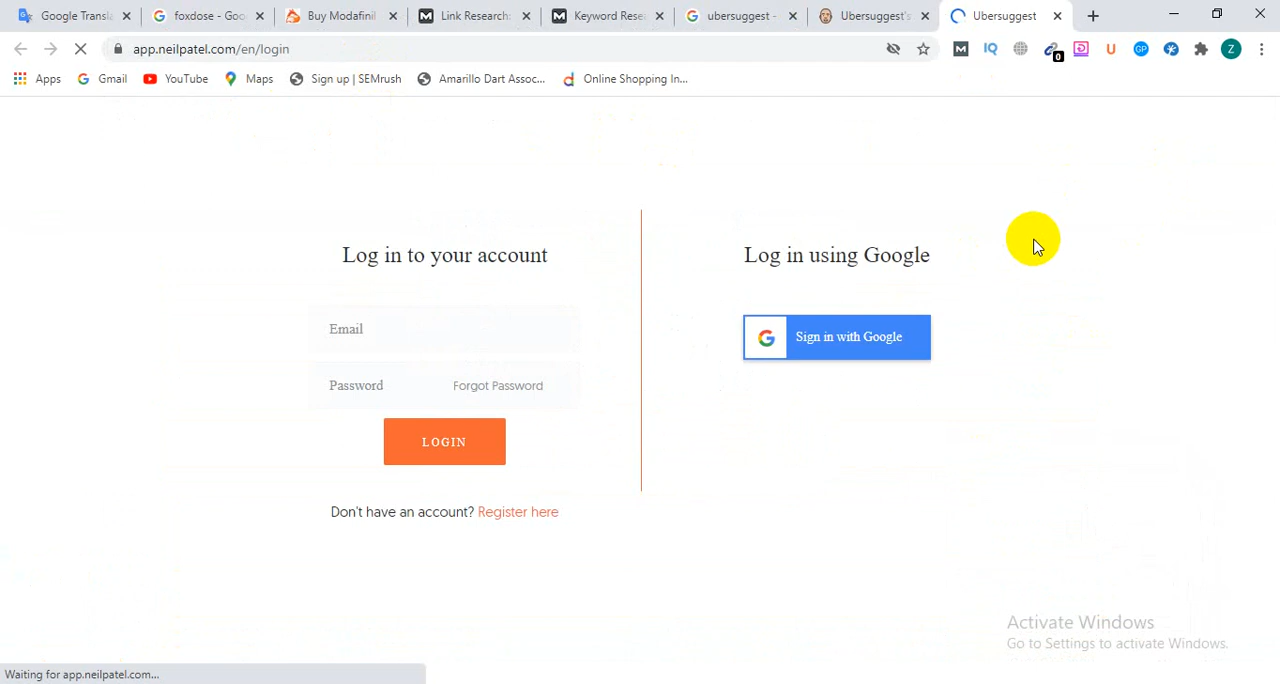 Google Transla
foxdose - Goo
Buy Modafinil
Link Research:
Keyword Rese
ubersuggest -
Ubersuggest's
Ubersuggest
app.neilpatel.com/en/login
M
IQ
0
U
GP
Z
Apps
Gmail
YouTube
Maps
Sign up | SEMrush
Amarillo Dart Assoc...
Online Shopping In...
Log in to your account
Email
Password
Forgot Password
LOGIN
Don't have an account? Register here
Log in using Google
Sign in with Google
Activate Windows
Go to Settings to activate Windows.
Waiting for app.neilpatel.com...